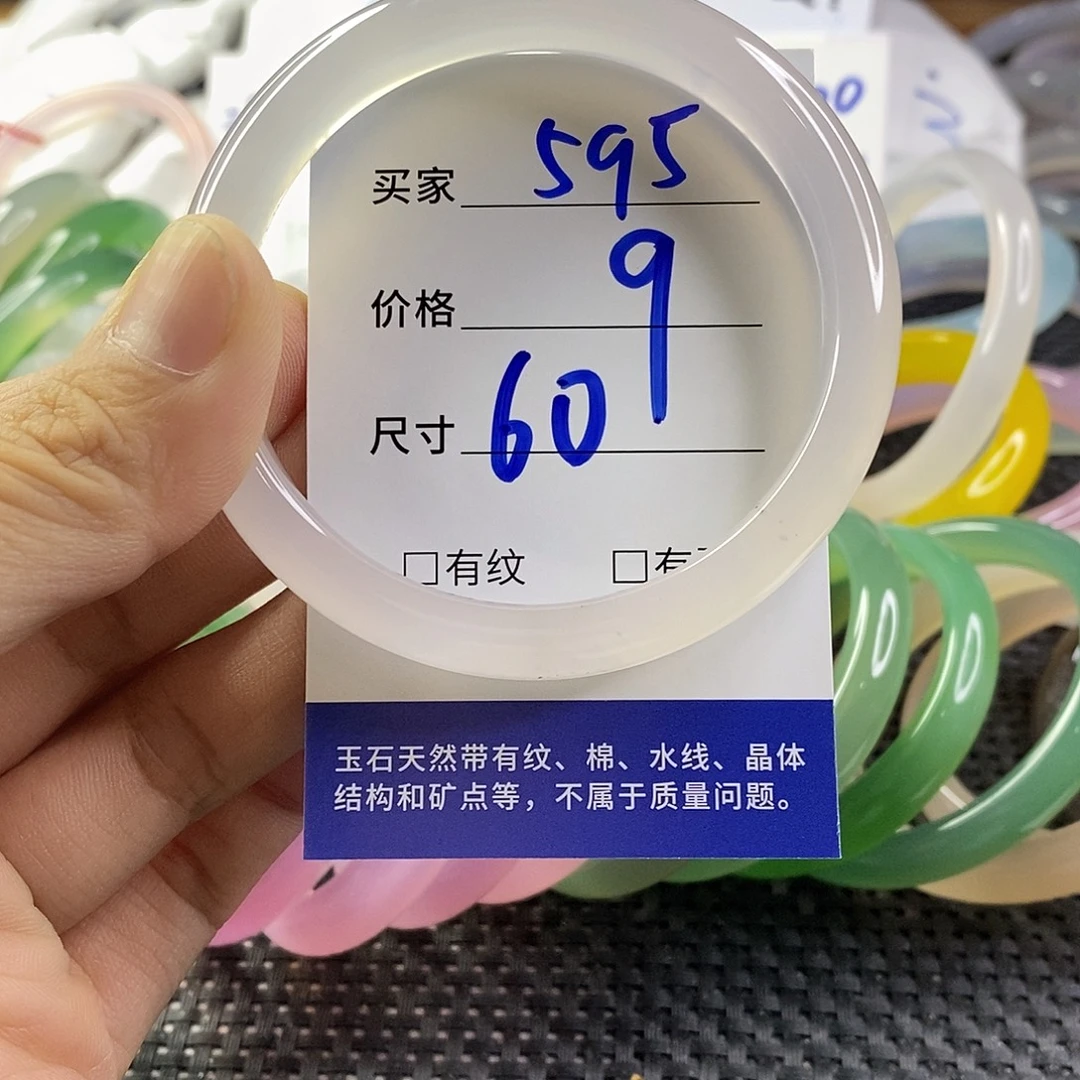 买家 595
价格 9
尺寸 60
□有纹 □有
玉石天然带有纹、棉、水线、晶体
结构和矿点等，不属于质量问题。